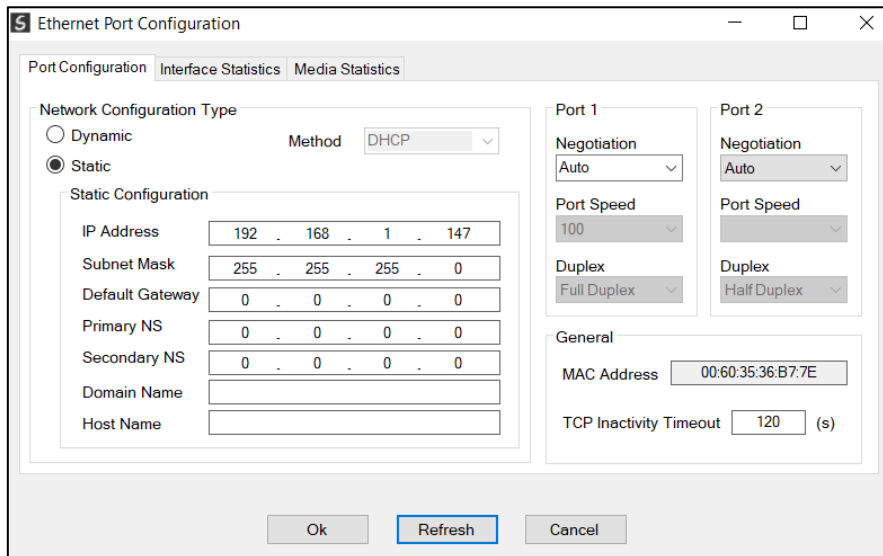 S Ethernet Port Configuration
Port Configuration Interface Statistics Media Statistics
Network Configuration Type
Dynamic
Method DHCP
Static
Static Configuration
IP Address 192 . 168 . 1 . 147
Subnet Mask 255 . 255 . 255 . 0
Default Gateway 0 . 0 . 0 . 0
Primary NS 0 . 0 . 0 . 0
Secondary NS 0 . 0 . 0 . 0
Domain Name
Host Name
Port 1
Negotiation
Auto
Port Speed
100
Duplex
Full Duplex
Port 2
Negotiation
Auto
Port Speed
Duplex
Half Duplex
General
MAC Address 00:60:35:36:B7:7E
TCP Inactivity Timeout 120 (s)
Ok Refresh Cancel